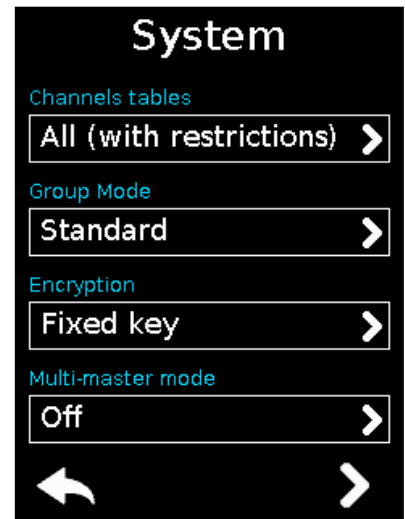 System
Channels tables
All (with restrictions)
Group Mode
Standard
Encryption
Fixed key
Multi-master mode
Off